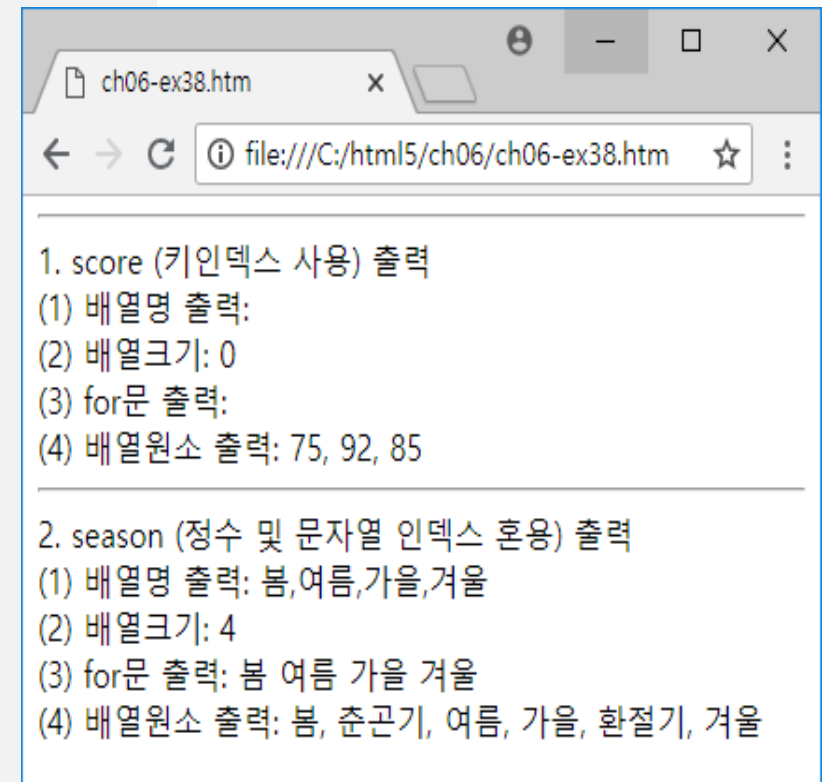 ch06-ex38.htm
file:///C:/html5/ch06/ch06-ex38.htm
1. score (키인덱스 사용) 출력
(1) 배열명 출력:
(2) 배열크기: 0
(3) for문 출력:
(4) 배열원소 출력: 75, 92, 85
2. season (정수 및 문자열 인덱스 혼용) 출력
(1) 배열명 출력: 봄,여름,가을,겨울
(2) 배열크기: 4
(3) for문 출력: 봄 여름 가을 겨울
(4) 배열원소 출력: 봄, 춘곤기, 여름, 가을, 환절기, 겨울